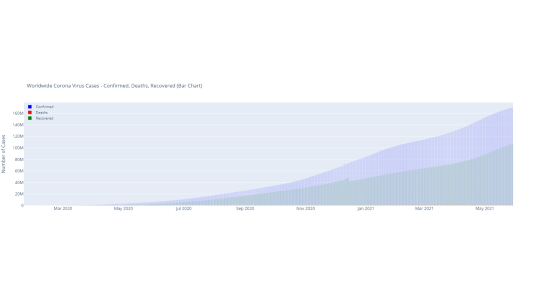 Worldwide Corona Virus Cases - Confirmed, Deaths, Recovered (Bar Chart)
Confirmed
Deaths
Recovered
Number of Cases
160M
140M
120M
100M
80M
60M
40M
20M
0
Mar 2020 May 2020 Jul 2020 Sep 2020 Nov 2020 Jan 2021 Mar 2021 May 2021